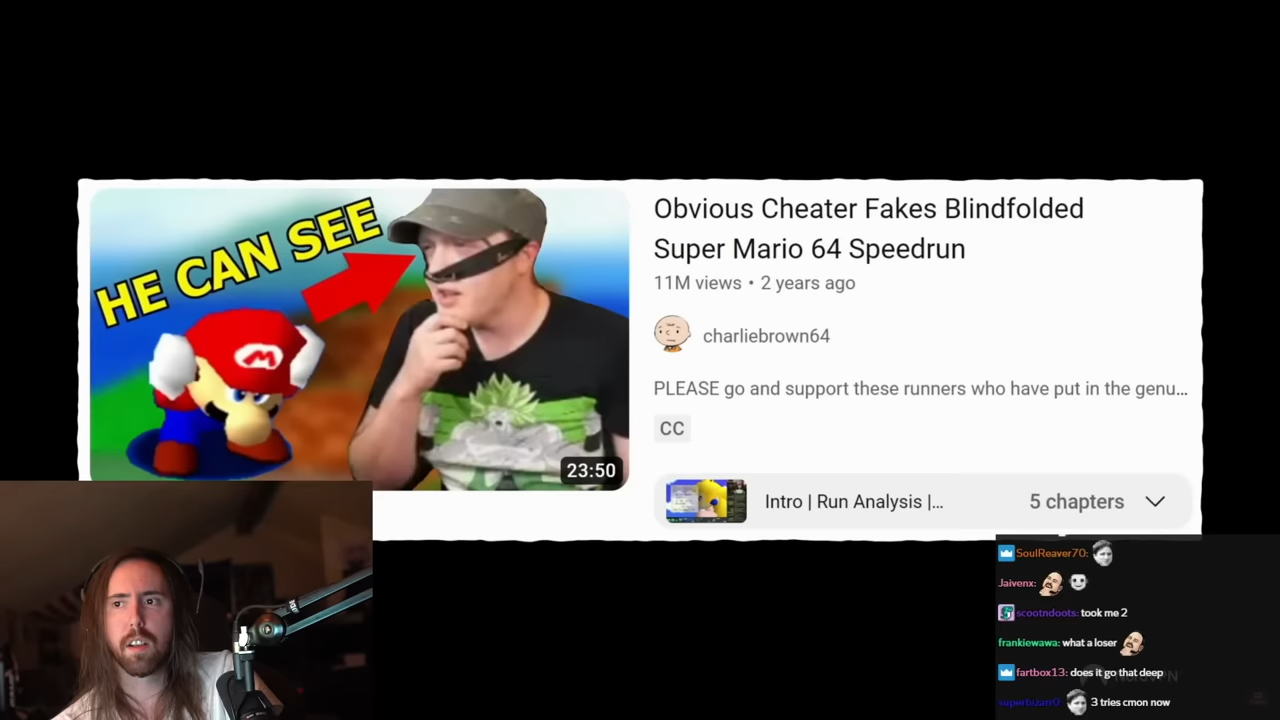 HE CAN SEE
23:50
Obvious Cheater Fakes Blindfolded
Super Mario 64 Speedrun
11M views • 2 years ago
charliebrown64
PLEASE go and support these runners who have put in the genu...
CC
Intro | Run Analysis |...
5 chapters
SoulReaver70:
Jaivenx:
scootndoots: took me 2
frankiewawa: what a loser
fartbox13: does it go that deep
superbizarr0: 3 tries cmon now